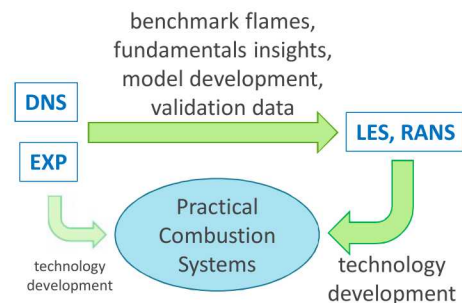 benchmark flames,
fundamentals insights,
model development,
validation data
DNS
EXP
LES, RANS
Practical
Combustion
Systems
technology
development
technology
development